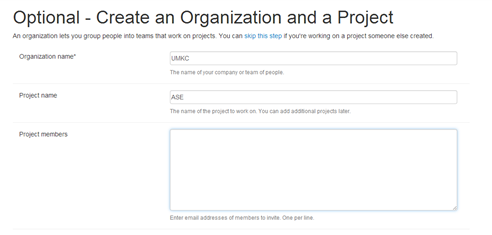 Optional - Create an Organization and a Project
An organization lets you group people into teams that work on projects. You can skip this step if you're working on a project someone else created.
Organization name*
UMKC
The name of your company or team of people.
Project name
ASE
The name of the project to work on. You can add additional projects later.
Project members
Enter email addresses of members to invite. One per line.